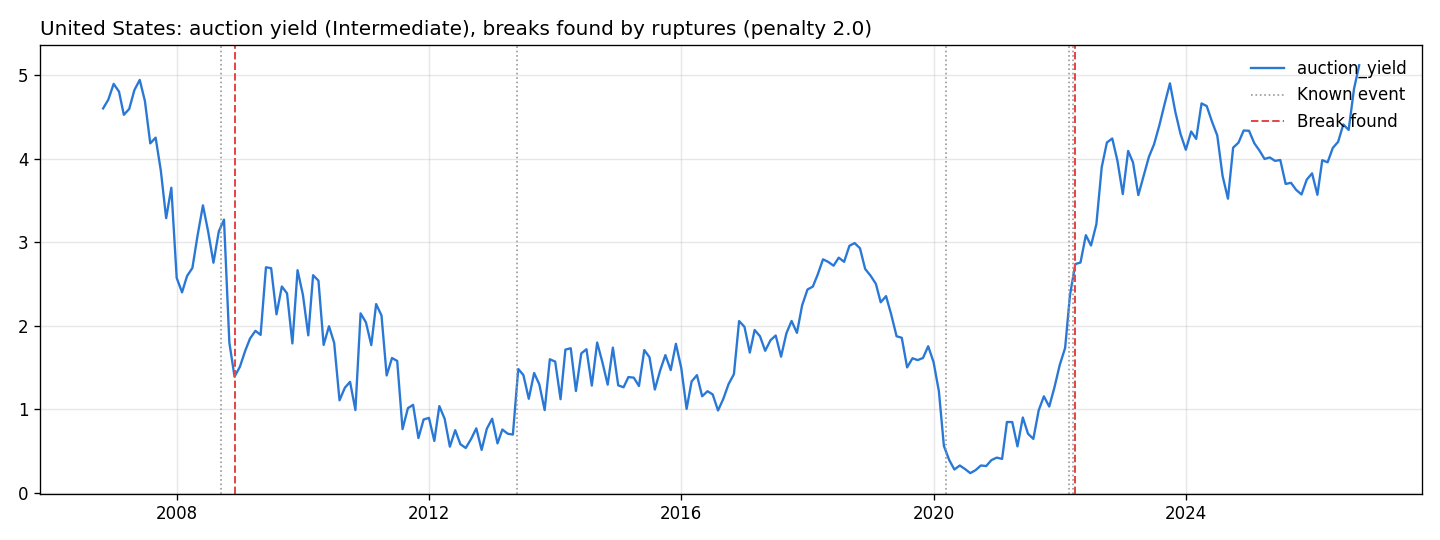 United States: auction yield (Intermediate), breaks found by ruptures (penalty 2.0)
auction_yield
Known event
Break found
5
4
3
2
1
0
2008 2012 2016 2020 2024